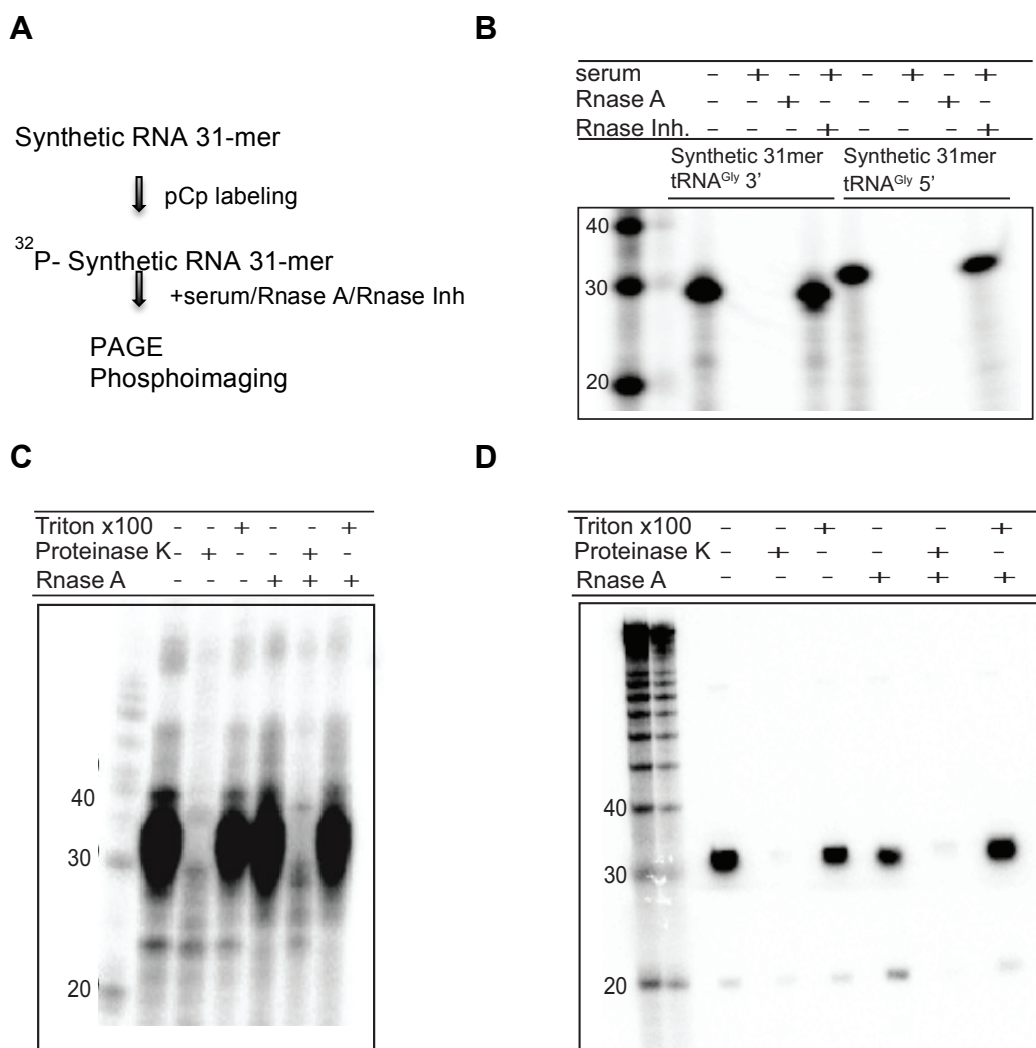 A
Synthetic RNA 31-mer
pCp labeling
32P- Synthetic RNA 31-mer
+serum/Rnase A/Rnase Inh
PAGE
Phosphoimaging
B
serum - + - + - + - +
Rnase A - - + - - - + -
Rnase Inh. - - - + - - - +
Synthetic 31mer Synthetic 31mer
tRNAGly 3’ tRNAGly 5’
40
30
20
C
Triton x100 - - + - - +
Proteinase K - + - - + -
Rnase A - - - + + +
40
30
20
D
Triton x100 - - + - - +
Proteinase K - + - - + -
Rnase A - - - + + +
40
30
20